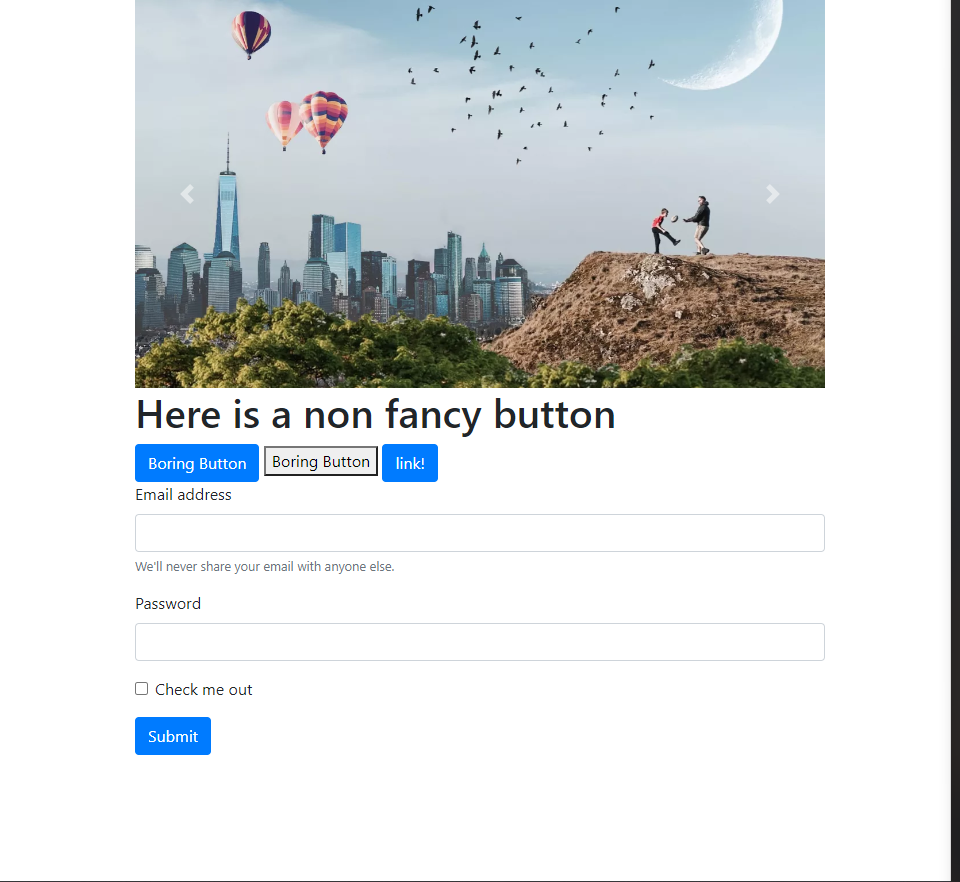 Here is a non fancy button
Boring Button Boring Button link!
Email address
We'll never share your email with anyone else.
Password
Check me out
Submit